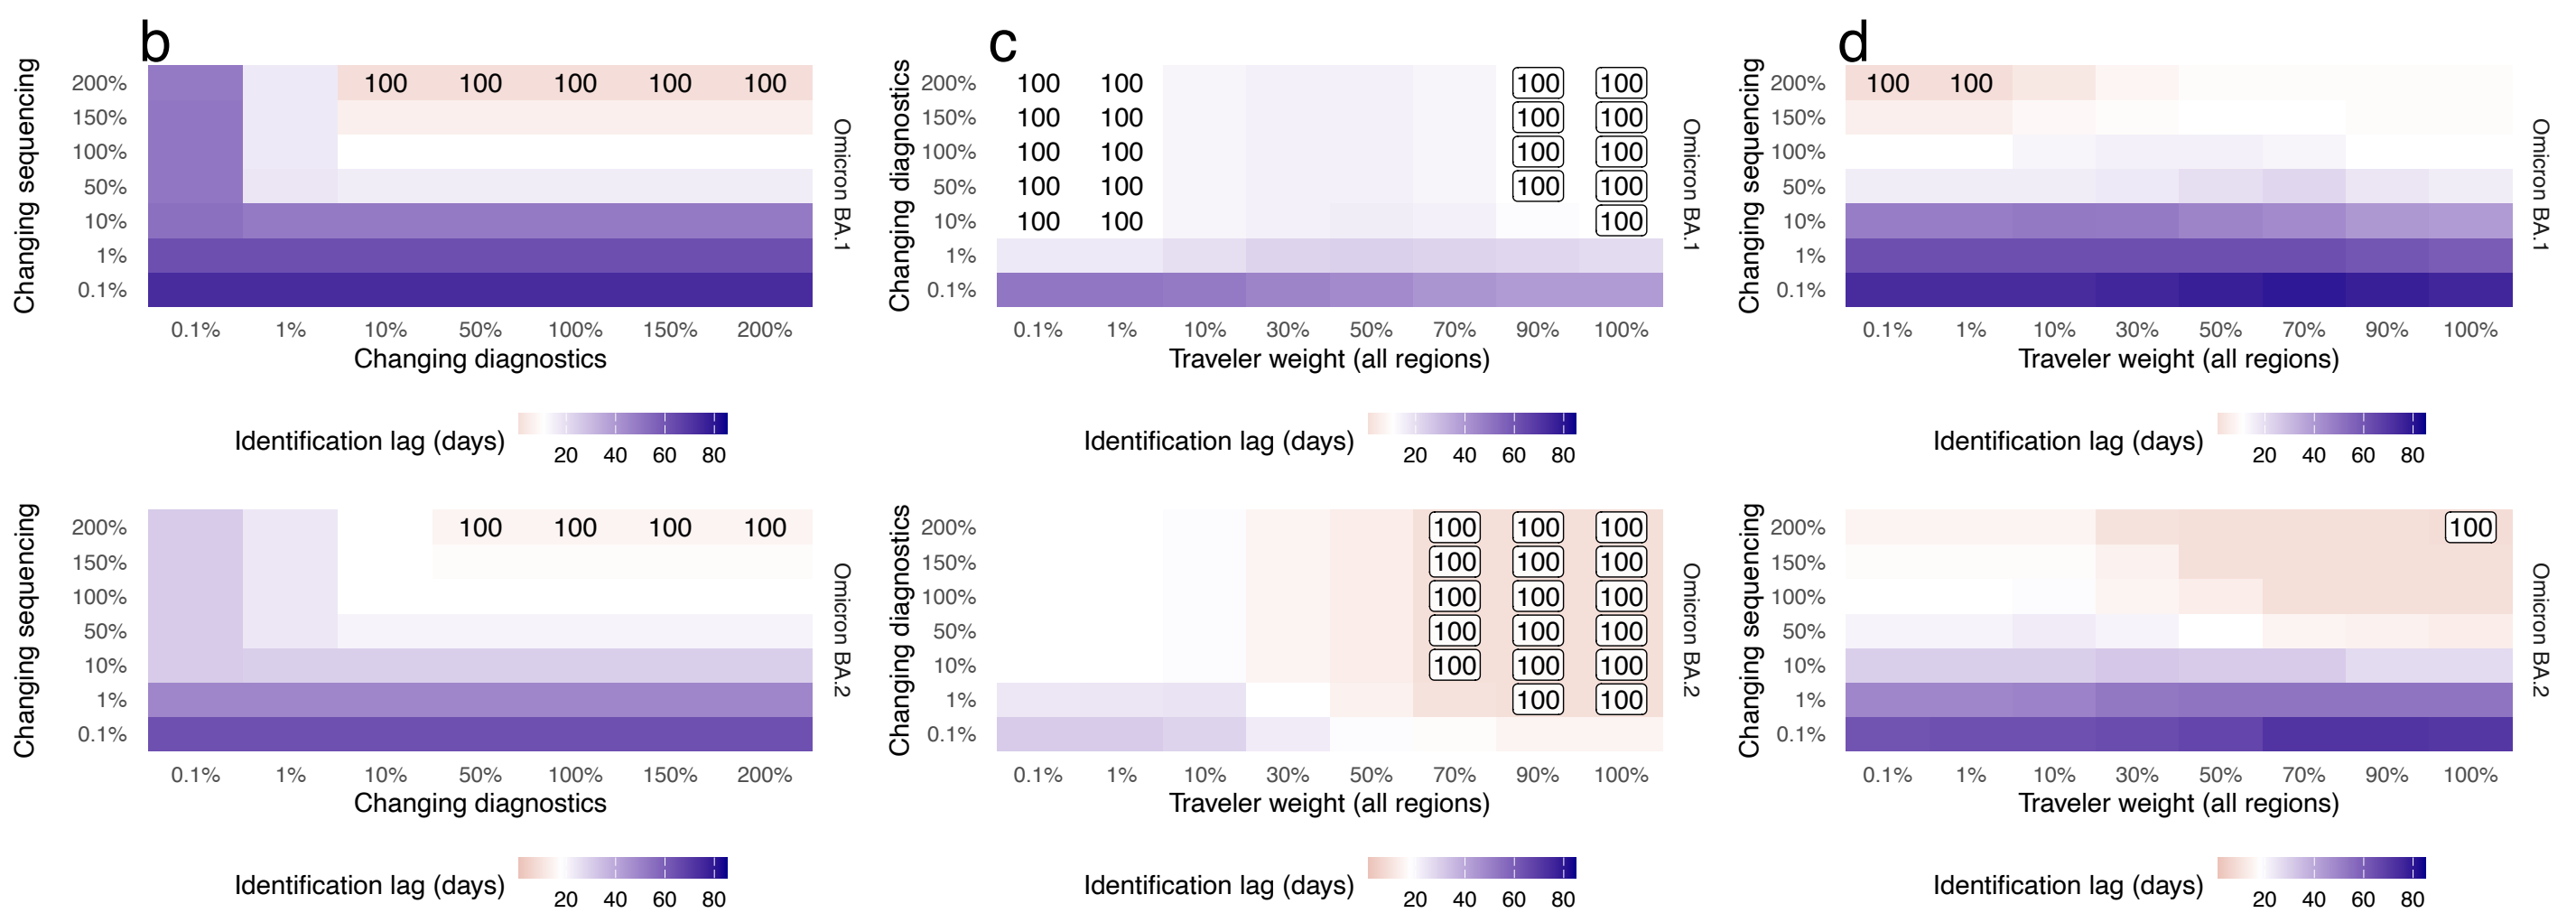 b
Changing sequencing
200% 100 100 100 100 100
150%
100%
50%
10%
1%
0.1%
0.1% 1% 10% 50% 100% 150% 200%
Changing diagnostics
Omicron BA.1
Identification lag (days)
20 40 60 80
c
Changing diagnostics
200% 100 100 100 100
150% 100 100 100 100
100% 100 100 100 100
50% 100 100 100 100
10% 100 100 100
1%
0.1%
0.1% 1% 10% 30% 50% 70% 90% 100%
Traveler weight (all regions)
Omicron BA.1
Identification lag (days)
20 40 60 80
d
Changing sequencing
200% 100 100
150%
100%
50%
10%
1%
0.1%
0.1% 1% 10% 30% 50% 70% 90% 100%
Traveler weight (all regions)
Omicron BA.1
Identification lag (days)
20 40 60 80
Changing sequencing
200% 100 100 100 100
150%
100%
50%
10%
1%
0.1%
0.1% 1% 10% 50% 100% 150% 200%
Changing diagnostics
Omicron BA.2
Identification lag (days)
20 40 60 80
Changing diagnostics
200% 100 100 100
150% 100 100 100
100% 100 100 100
50% 100 100 100
10% 100 100 100
1% 100 100
0.1%
0.1% 1% 10% 30% 50% 70% 90% 100%
Traveler weight (all regions)
Omicron BA.2
Identification lag (days)
20 40 60 80
Changing sequencing
200% 100
150%
100%
50%
10%
1%
0.1%
0.1% 1% 10% 30% 50% 70% 90% 100%
Traveler weight (all regions)
Omicron BA.2
Identification lag (days)
20 40 60 80